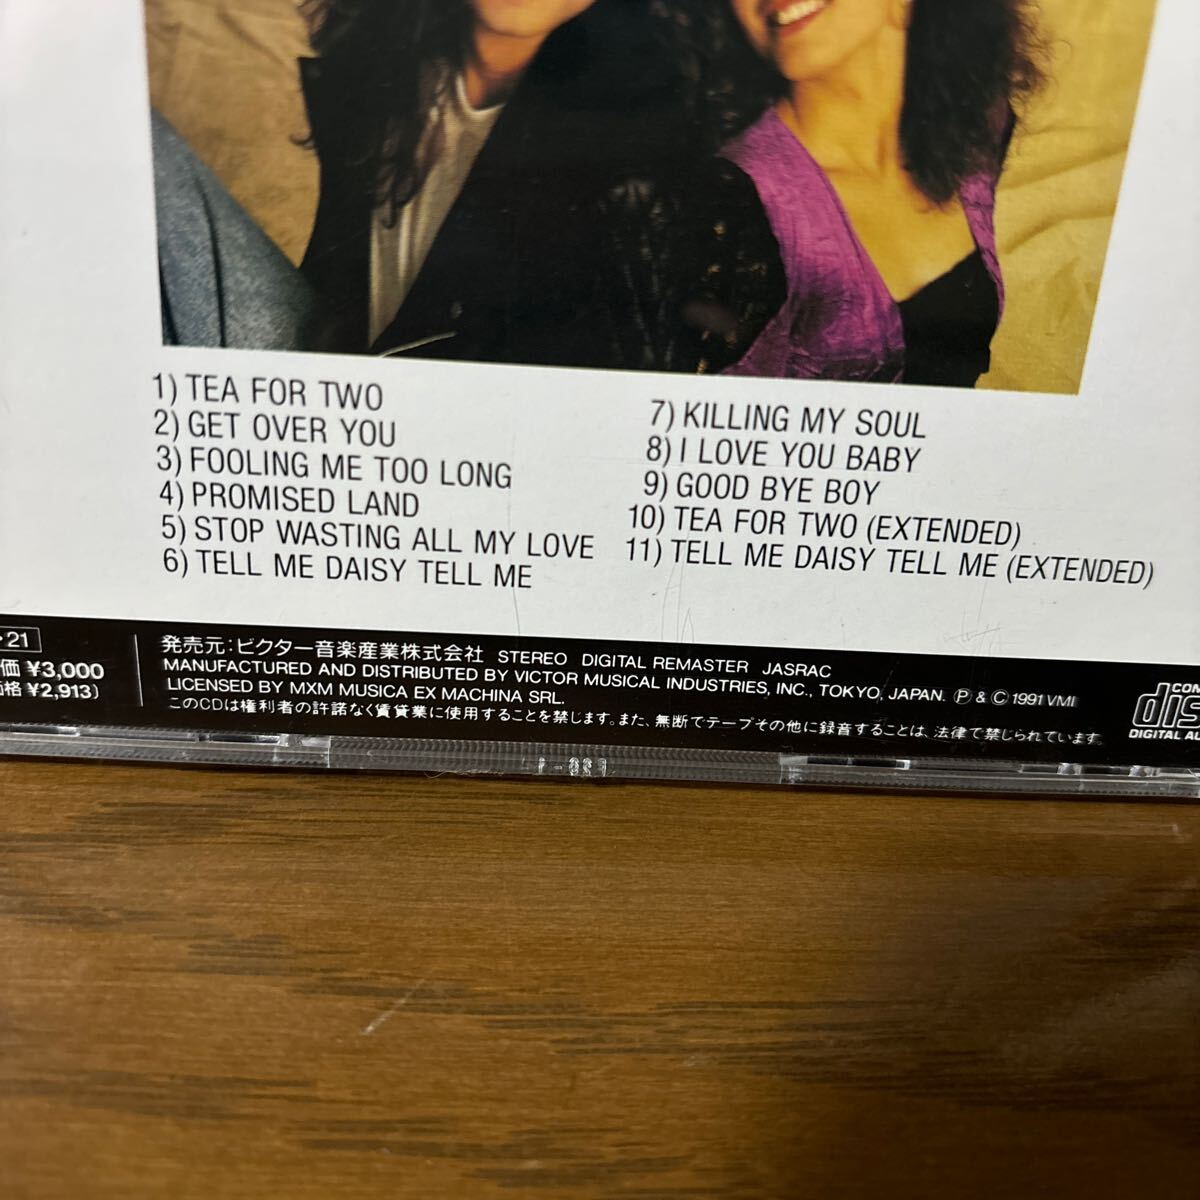 1) TEA FOR TWO
2) GET OVER YOU
3) FOOLING ME TOO LONG
4) PROMISED LAND
5) STOP WASTING ALL MY LOVE
6) TELL ME DAISY TELL ME
7) KILLING MY SOUL
8) I LOVE YOU BABY
9) GOOD BYE BOY
10) TEA FOR TWO (EXTENDED)
11) TELL ME DAISY TELL ME (EXTENDED)
21
価 ¥3,000
価格 ¥2,913)
発売元:ビクター音楽産業株式会社 STEREO DIGITAL REMASTER JASRAC
MANUFACTURED AND DISTRIBUTED BY VICTOR MUSICAL INDUSTRIES, INC., TOKYO, JAPAN. Ⓟ & © 1991 VMI
LICENSED BY MXM MUSICA EX MACHINA SRL.
このCDは権利者の許諾なく賃貸業に使用することを禁じます。また、無断でテープその他に録音することは、法律で禁じられています。
COM
dis
DIGITAL AU